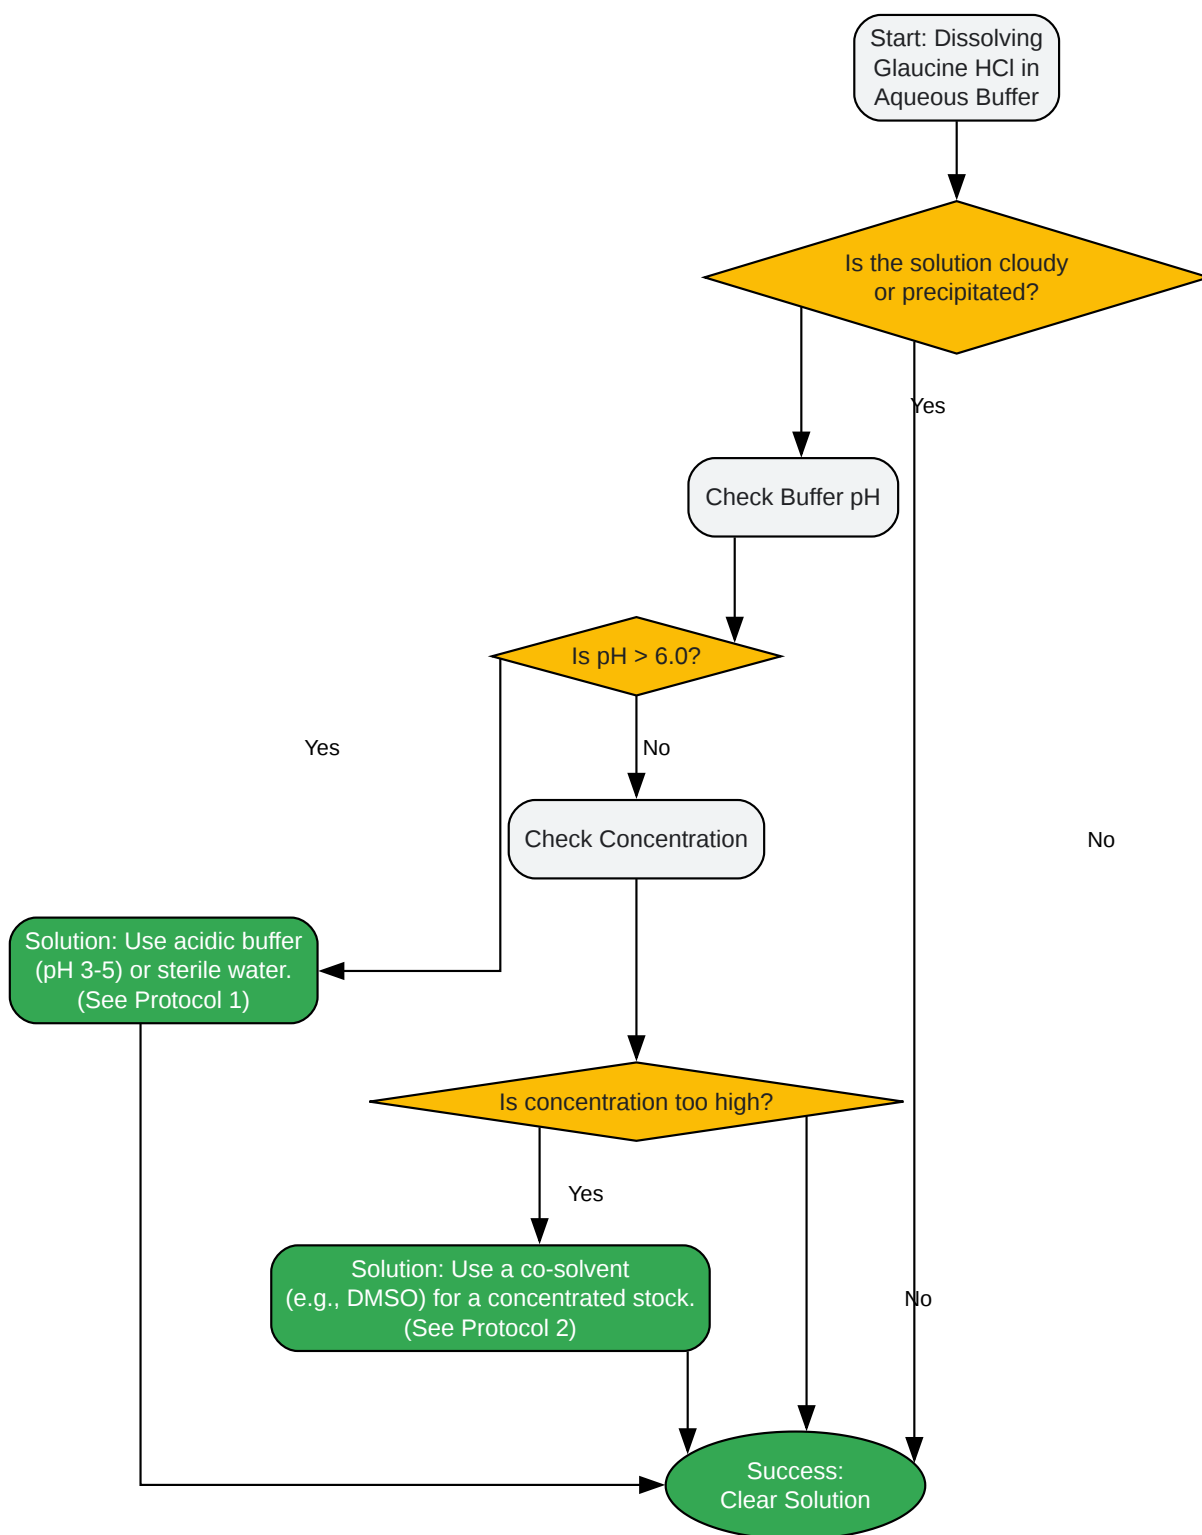 Start: Dissolving
Glaucine HCl in
Aqueous Buffer
Is the solution cloudy
or precipitated?
Yes
Check Buffer pH
Is pH > 6.0?
Yes
No
Check Concentration
No
Solution: Use acidic buffer
(pH 3-5) or sterile water.
(See Protocol 1)
Is concentration too high?
Yes
Solution: Use a co-solvent
(e.g., DMSO) for a concentrated stock.
(See Protocol 2)
No
Success:
Clear Solution